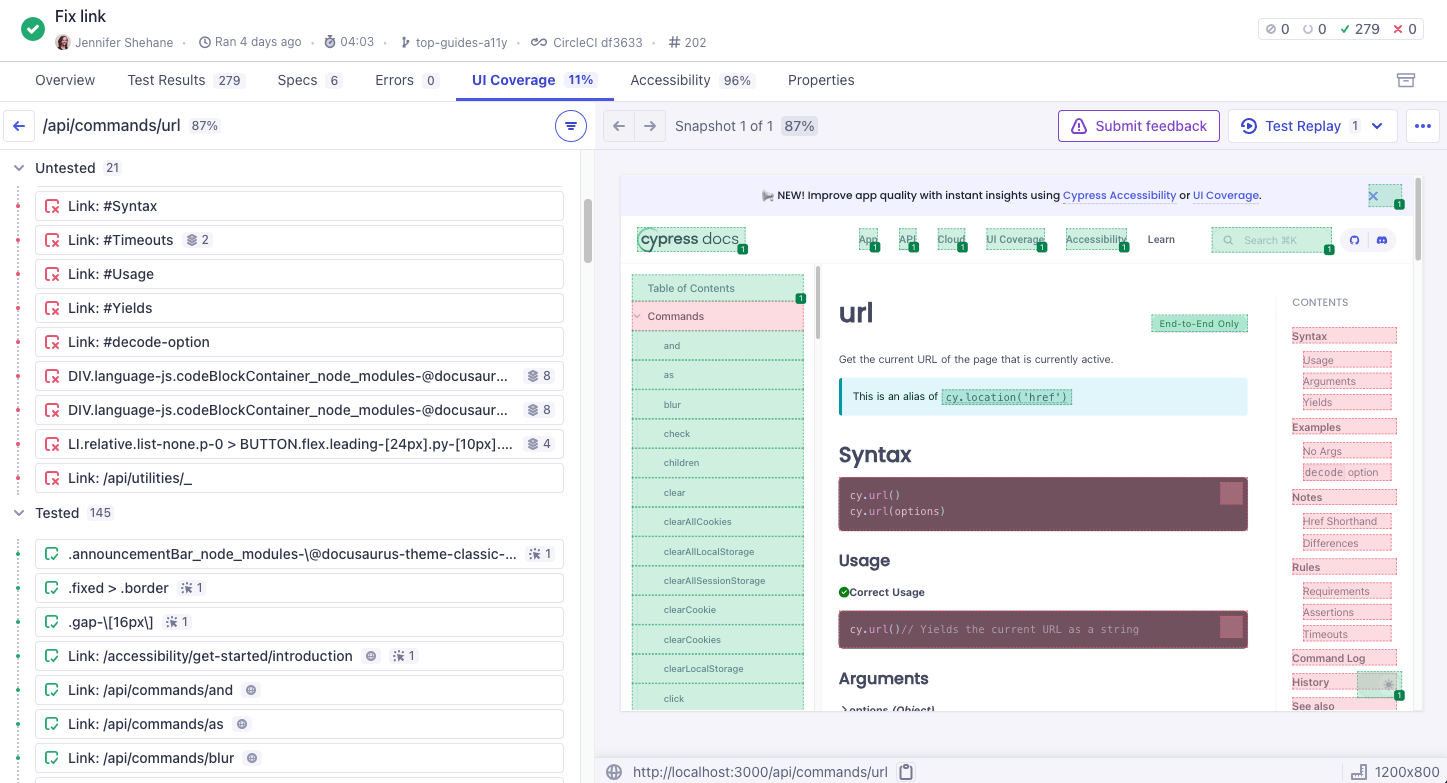 Fix link
Jennifer Shehane · Ran 4 days ago · 04:03 · top-guides-a11y · CircleCI df3633 · # 202
0 0 279 0
Overview Test Results 279 Specs 6 Errors 0 UI Coverage 11% Accessibility 96% Properties
/api/commands/url 87%
Snapshot 1 of 1 87%
Submit feedback
Test Replay 1
Untested 21
Link: #Syntax
Link: #Timeouts 2
Link: #Usage
Link: #Yields
Link: #decode-option
DIV.language-js.codeBlockContainer_node_modules-@docusaur... 8
DIV.language-js.codeBlockContainer_node_modules-@docusaur... 8
LI.relative.list-none.p-0 > BUTTON.flex.leading-[24px].py-[10px].... 4
Link: /api/utilities/_
Tested 145
.announcementBar_node_modules-\@docusaurus-theme-classic-... 1
.fixed > .border 1
.gap-\[16px\] 1
Link: /accessibility/get-started/introduction 1
Link: /api/commands/and
Link: /api/commands/as
Link: /api/commands/blur
NEW! Improve app quality with instant insights using Cypress Accessibility or UI Coverage.
1
cypress docs 1
App 1 API 1 Cloud 1 UI Coverage 1 Accessibility 1 Learn
Search ⌘K 1
Table of Contents 1
Commands
and
as
blur
check
children
clear
clearAllCookies
clearAllLocalStorage
clearAllSessionStorage
clearCookie
clearCookies
clearLocalStorage
click
url
End-to-End Only
Get the current URL of the page that is currently active.
This is an alias of cy.location('href')
Syntax
cy.url()
cy.url(options)
Usage
Correct Usage
cy.url()// Yields the current URL as a string
Arguments
options (Object)
CONTENTS
Syntax
Usage
Arguments
Yields
Examples
No Args
decode option
Notes
Href Shorthand
Differences
Rules
Requirements
Assertions
Timeouts
Command Log
History
1
See also
http://localhost:3000/api/commands/url
1200x800